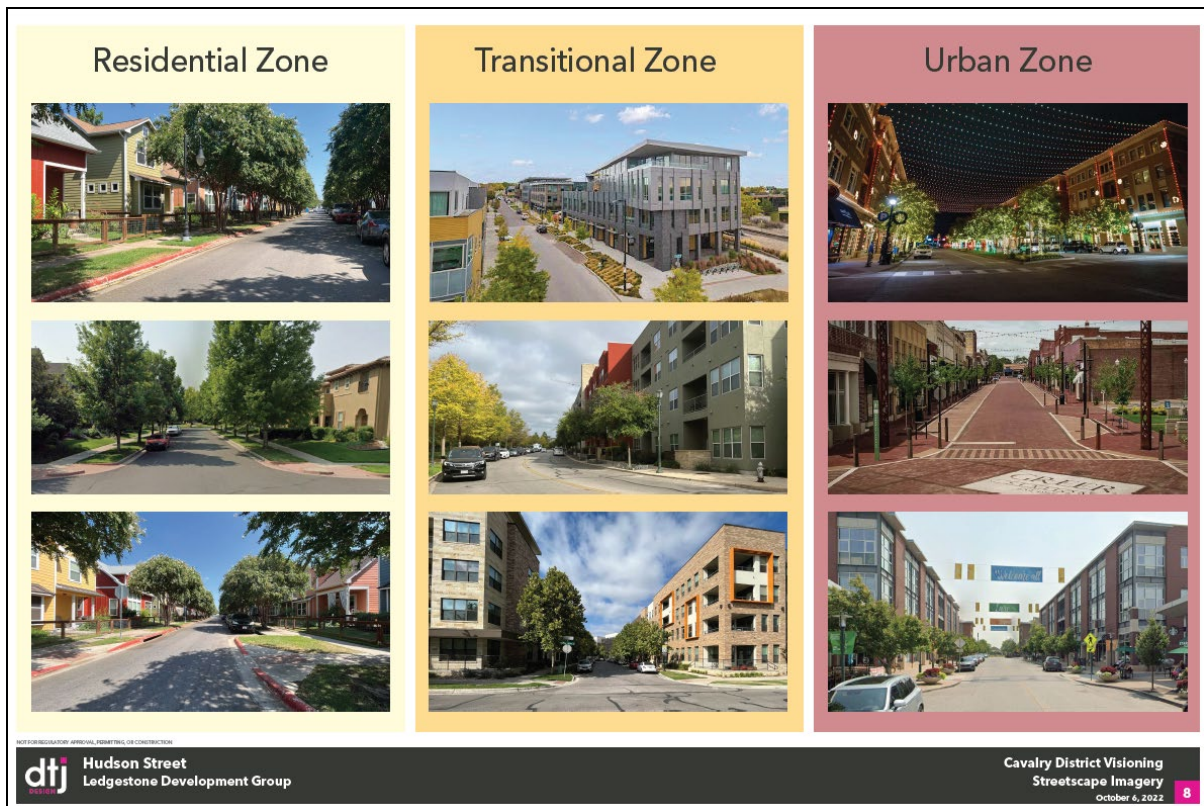 Residential Zone
Transitional Zone
Urban Zone
GREER
NOT FOR REGULATORY APPROVAL, PERMITTING, OR CONSTRUCTION
dtj
DESIGN
Hudson Street
Ledgestone Development Group
Cavalry District Visioning
Streetscape Imagery
October 6, 2022
8